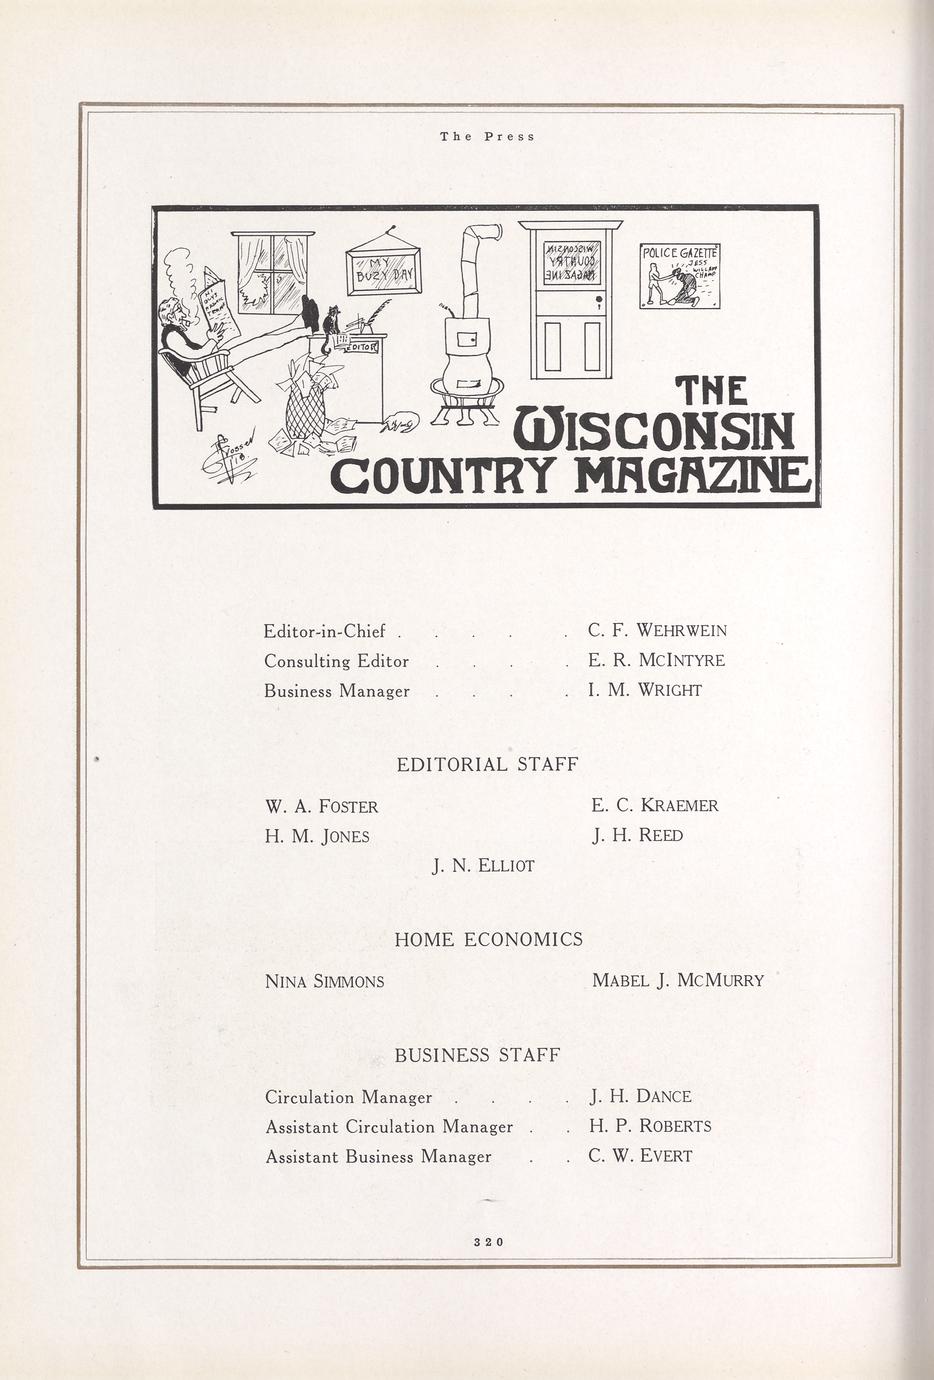 The Press
MY
BUZY DAY
WISCONSIN
COUNTRY
MAGAZINE
POLICE GAZETTE
JESS
WILLARD
CHAMP
EDITOR
THE
WISCONSIN
COUNTRY MAGAZINE
Editor-in-Chief . . . . . C. F. WEHRWEIN
Consulting Editor . . . . E. R. MCINTYRE
Business Manager . . . . I. M. WRIGHT
EDITORIAL STAFF
W. A. FOSTER E. C. KRAEMER
H. M. JONES J. H. REED
J. N. ELLIOT
HOME ECONOMICS
NINA SIMMONS MABEL J. MCMURRY
BUSINESS STAFF
Circulation Manager . . . . J. H. DANCE
Assistant Circulation Manager . . H. P. ROBERTS
Assistant Business Manager . . C. W. EVERT
320